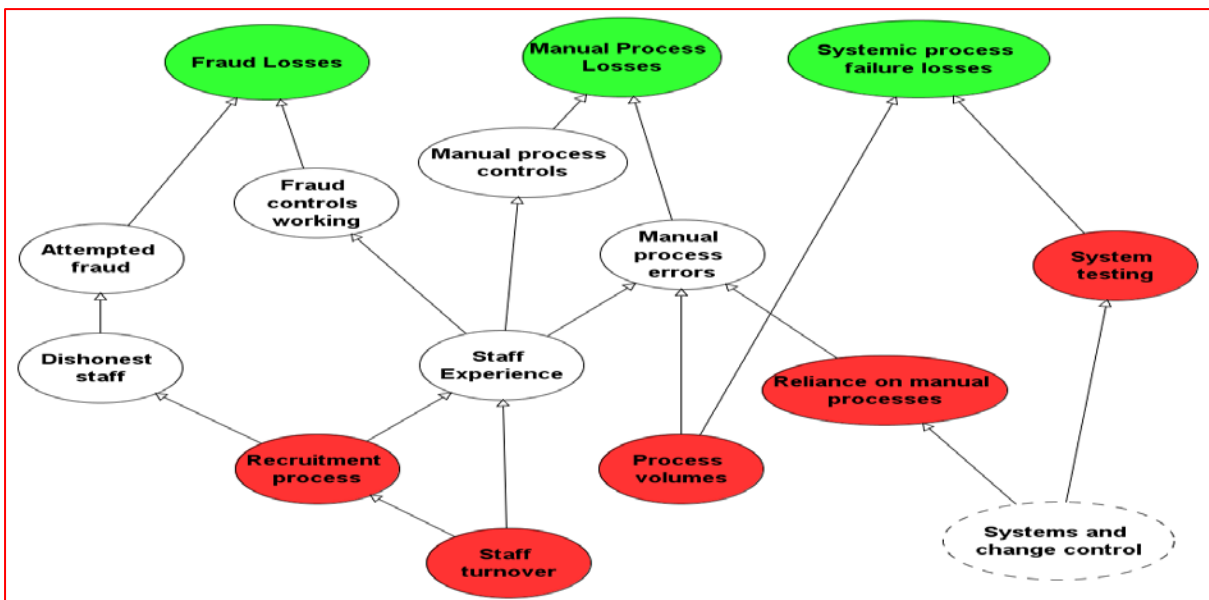 Fraud Losses
Manual Process
Losses
Systemic process
failure losses
Manual process
controls
Fraud
controls
working
Attempted
fraud
Manual
process
errors
System
testing
Dishonest
staff
Staff
Experience
Reliance on manual
processes
Recruitment
process
Process
volumes
Systems and
change control
Staff
turnover